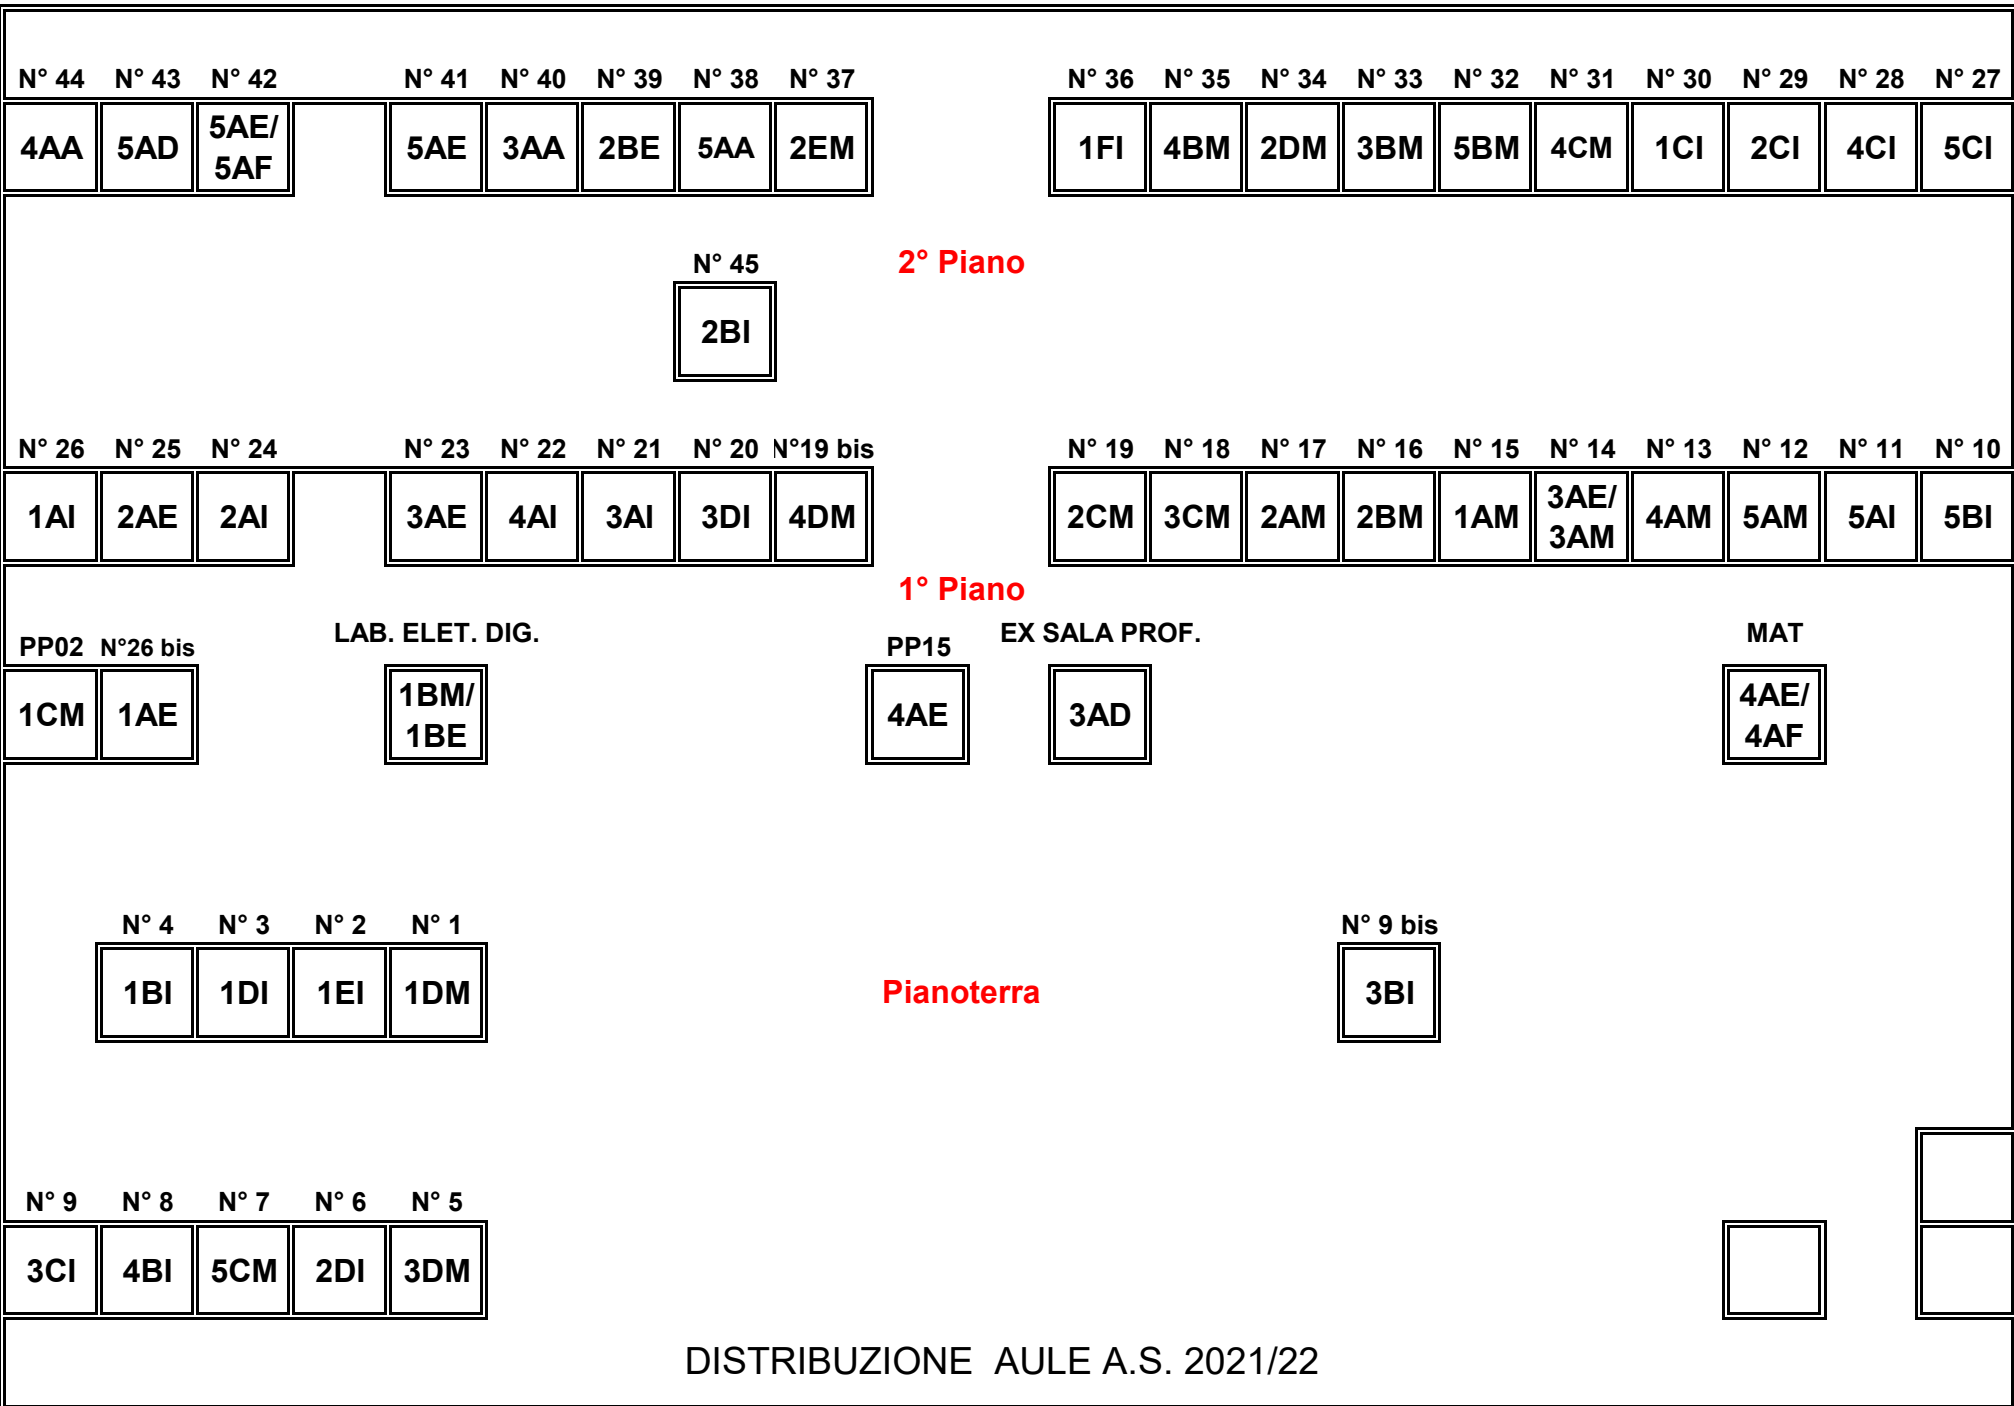 N° 44 N° 43 N° 42 N° 41 N° 40 N° 39 N° 38 N° 37 N° 36 N° 35 N° 34 N° 33 N° 32 N° 31 N° 30 N° 29 N° 28 N° 27
4AA 5AD 5AE/ 5AF 5AE 3AA 2BE 5AA 2EM 1FI 4BM 2DM 3BM 5BM 4CM 1CI 2CI 4CI 5CI
2° Piano
N° 45
2BI
N° 26 N° 25 N° 24 N° 23 N° 22 N° 21 N° 20 N°19 bis N° 19 N° 18 N° 17 N° 16 N° 15 N° 14 N° 13 N° 12 N° 11 N° 10
1AI 2AE 2AI 3AE 4AI 3AI 3DI 4DM 2CM 3CM 2AM 2BM 1AM 3AE/ 3AM 4AM 5AM 5AI 5BI
1° Piano
PP02 N°26 bis LAB. ELET. DIG. PP15 EX SALA PROF. MAT
1CM 1AE 1BM/ 1BE 4AE 3AD 4AE/ 4AF
N° 4 N° 3 N° 2 N° 1 N° 9 bis
1BI 1DI 1EI 1DM Pianoterra 3BI
N° 9 N° 8 N° 7 N° 6 N° 5
3CI 4BI 5CM 2DI 3DM
DISTRIBUZIONE AULE A.S. 2021/22